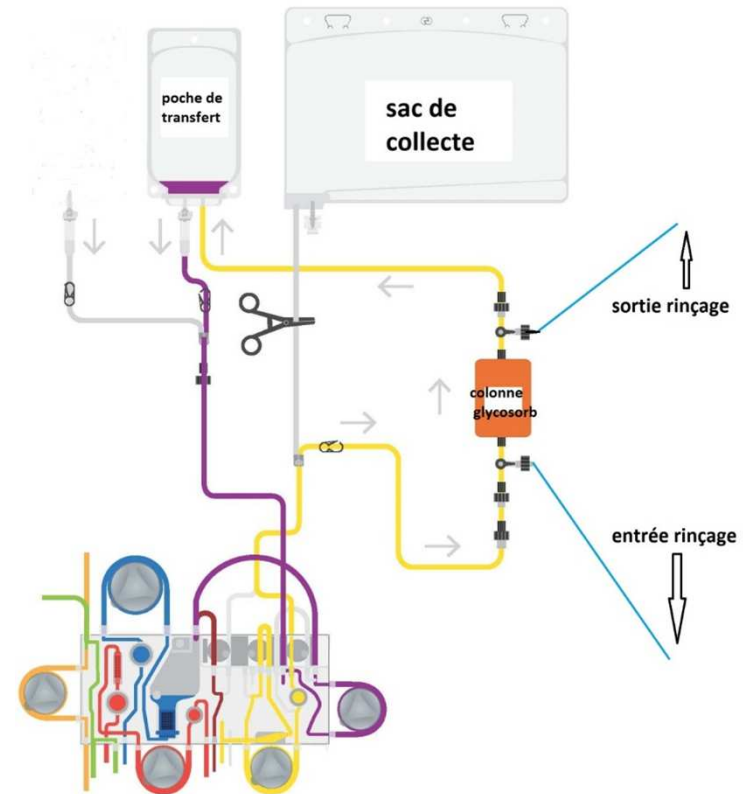 poche de
transfert
sac de
collecte
sortie rinçage
colonne
glycosorb
entrée rinçage